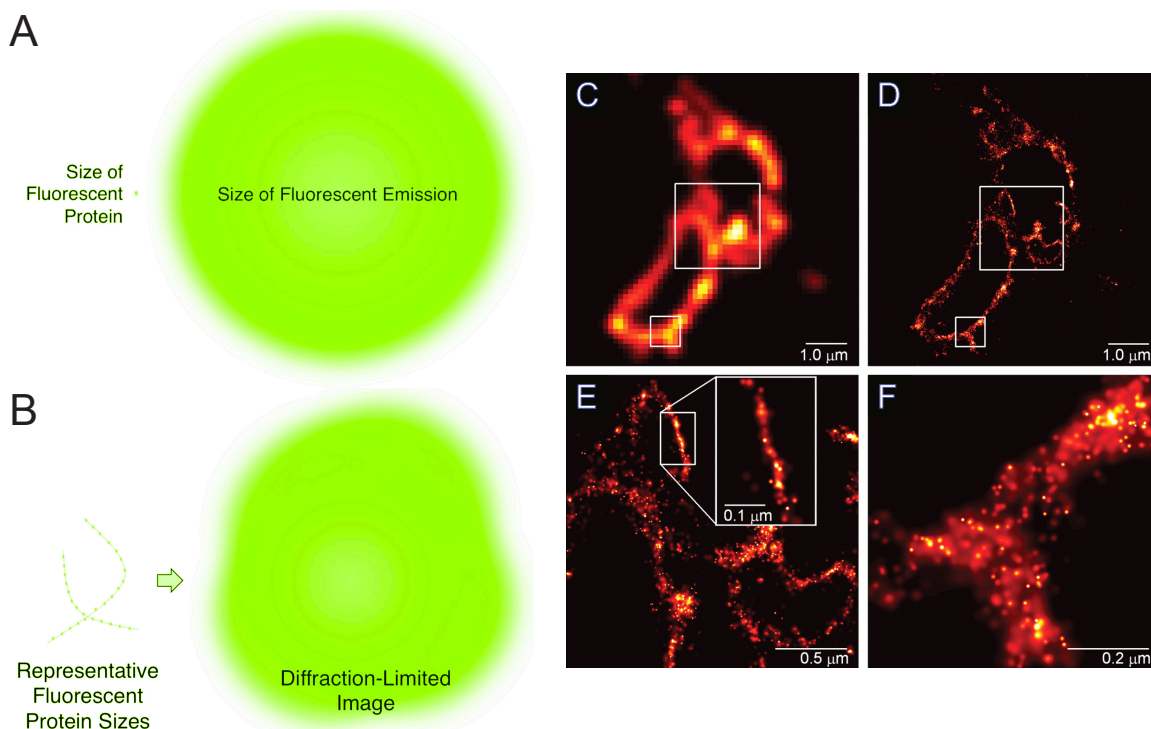 A
Size of
Fluorescent
Protein
Size of Fluorescent Emission
B
Representative
Fluorescent
Protein Sizes
Diffraction-Limited
Image
C
1.0 μm
D
1.0 μm
E
0.1 μm
0.5 μm
F
0.2 μm